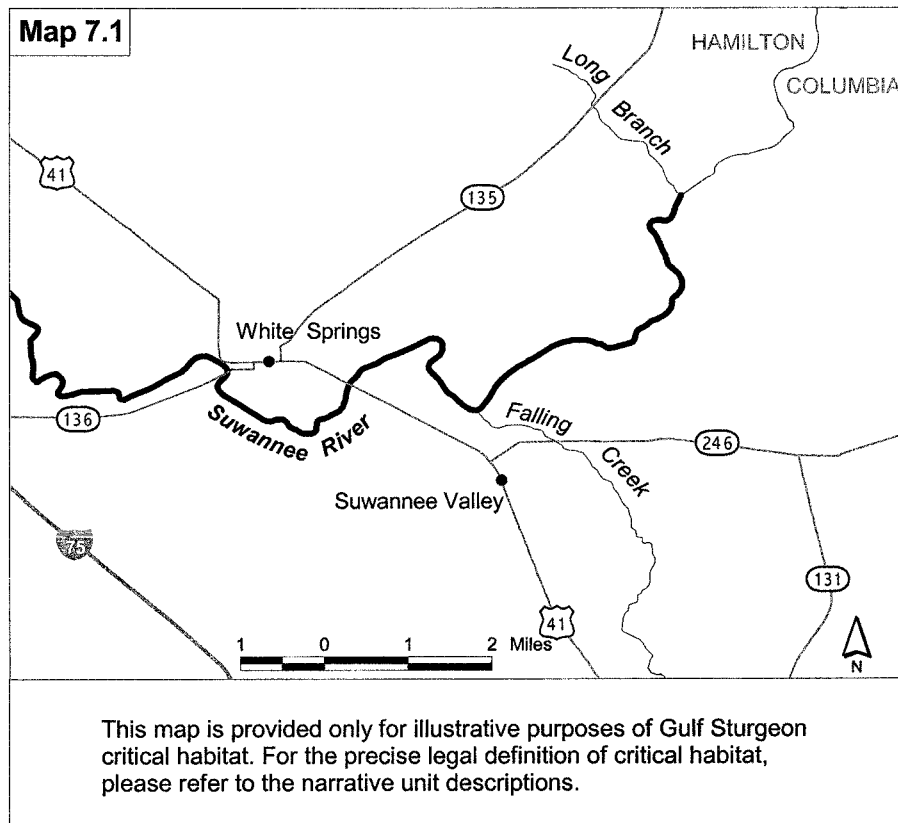 Map 7.1
HAMILTON
COLUMBIA
Long
Branch
41
135
White Springs
136
Suwannee River
Falling
Creek
246
Suwannee Valley
75
131
41
1 0 1 2 Miles
N
This map is provided only for illustrative purposes of Gulf Sturgeon
critical habitat. For the precise legal definition of critical habitat,
please refer to the narrative unit descriptions.